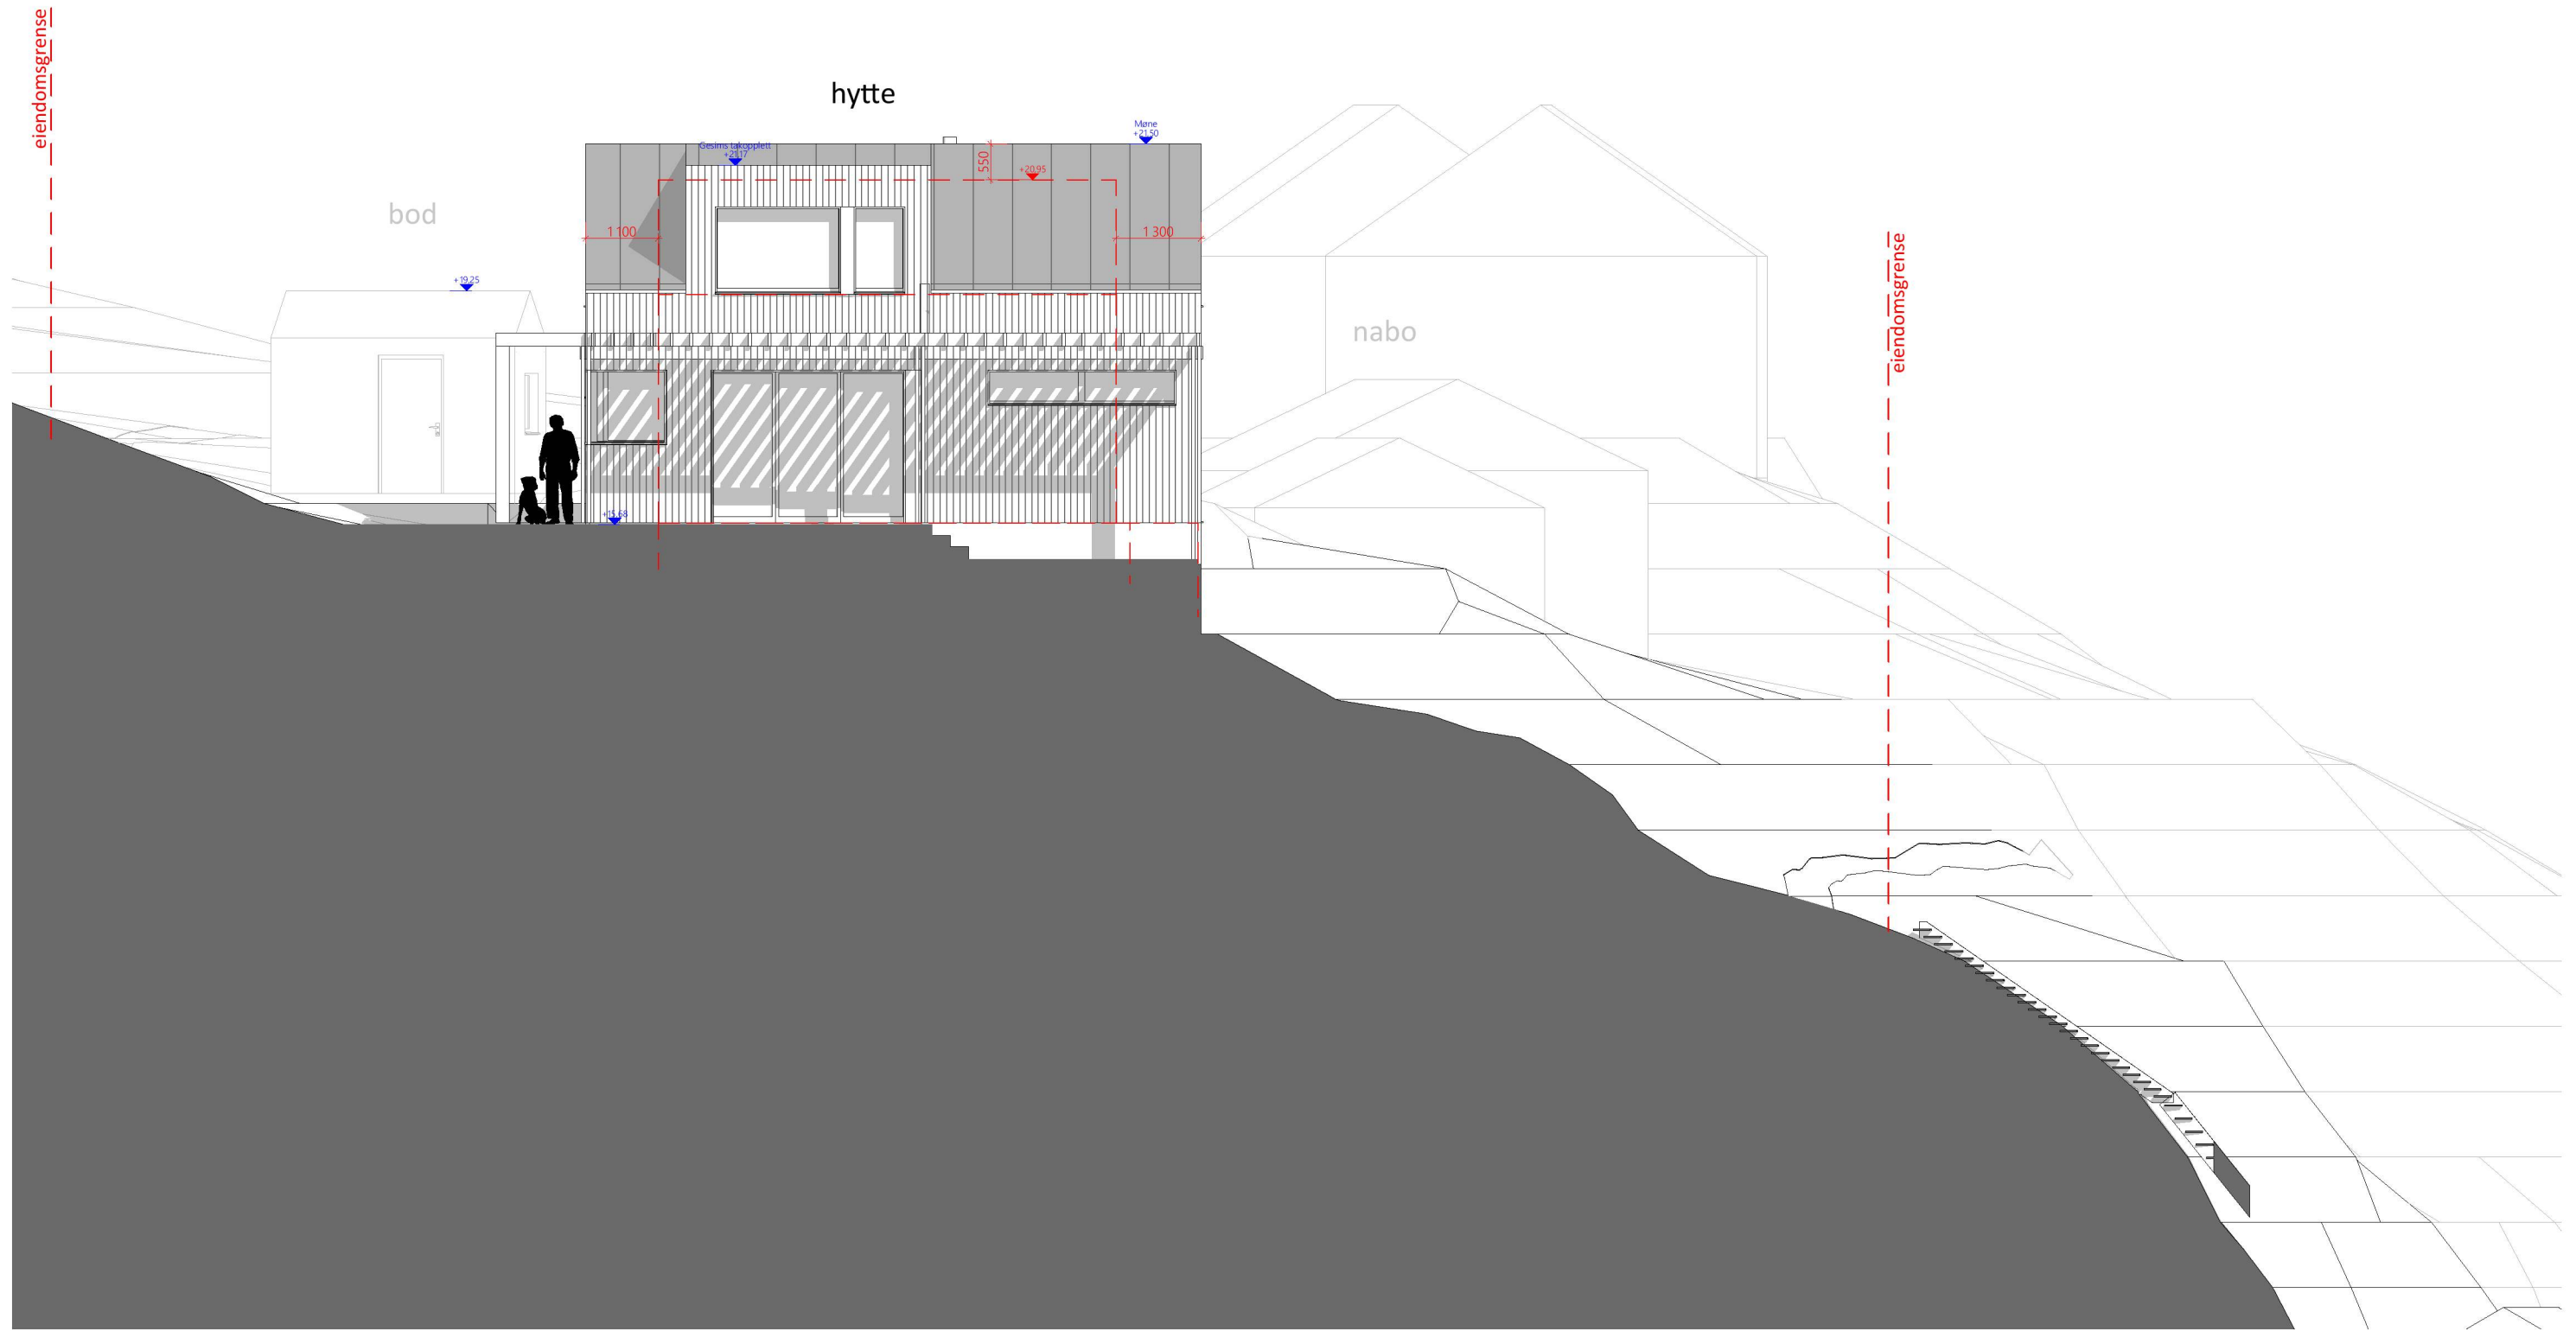 eiendomsgrense
hytte
Møne
+21.50
Gesims takopplett
+21.17
550
+20.95
bod
1 100
1 300
eiendomsgrense
+19.25
nabo
+15.68